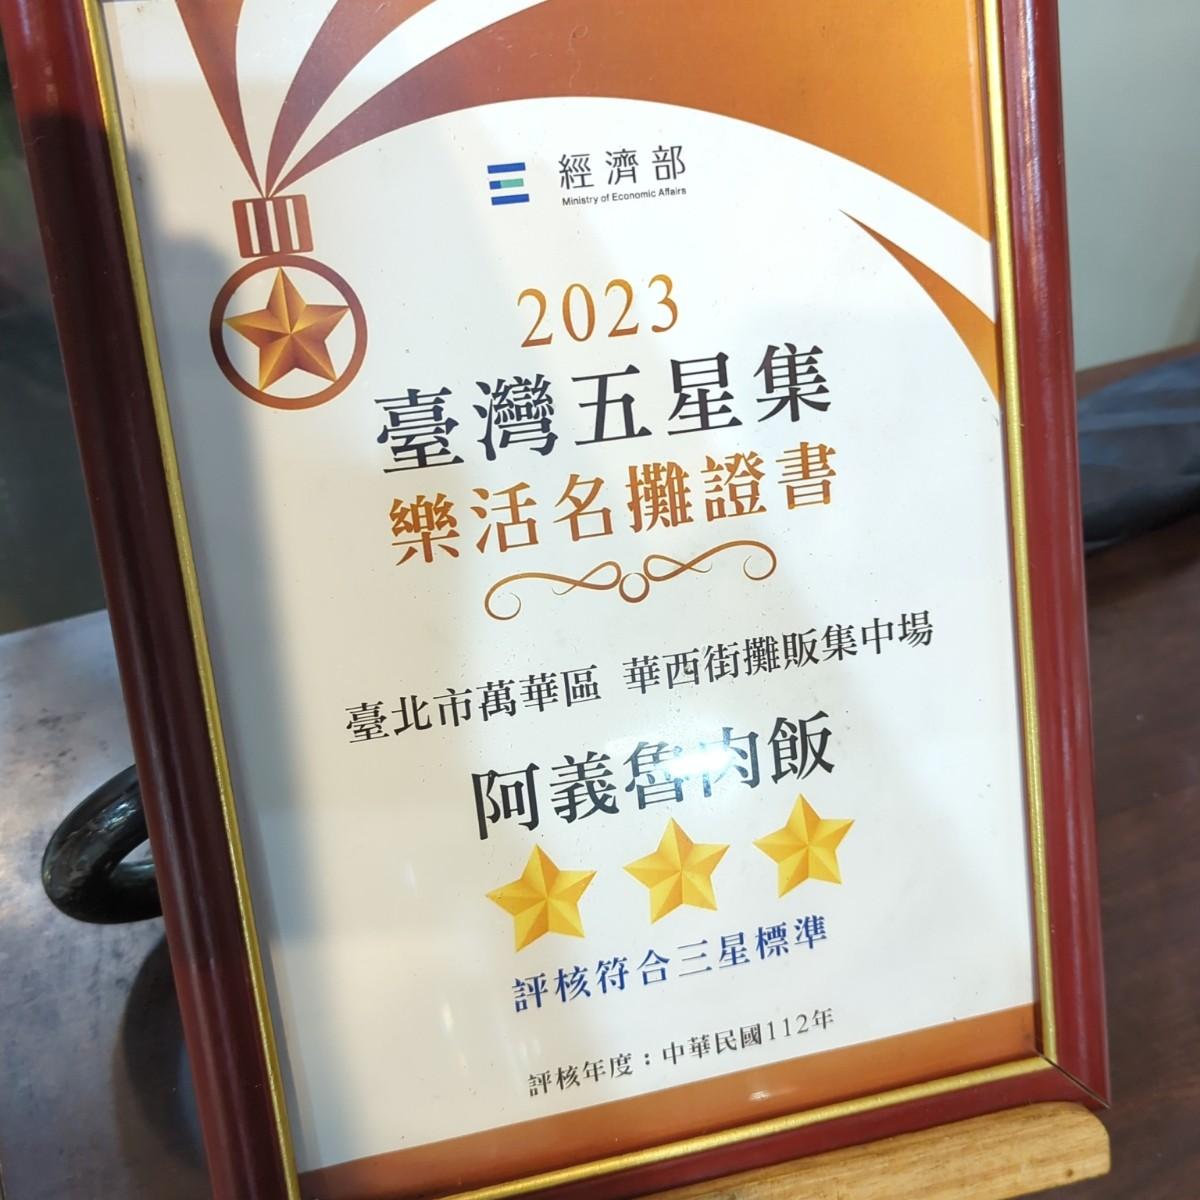 經濟部
Ministry of Economic Affairs
2023
臺灣五星集
樂活名攤證書
臺北市萬華區 華西街攤販集中場
阿義魯肉飯
評核符合三星標準
評核年度：中華民國112年